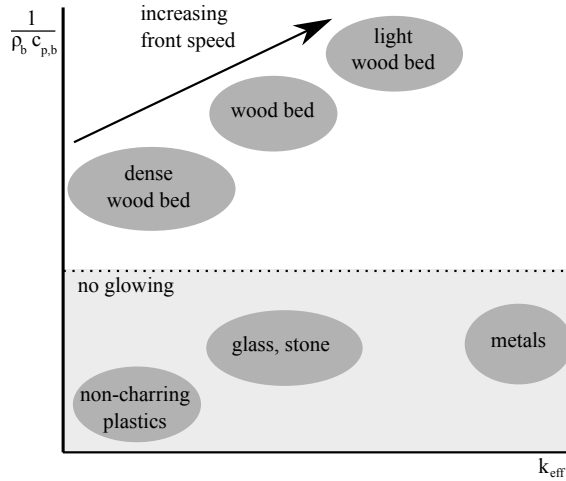 1
ρb cp,b
increasing
front speed
light
wood bed
wood bed
dense
wood bed
no glowing
glass, stone
metals
non-charring
plastics
keff